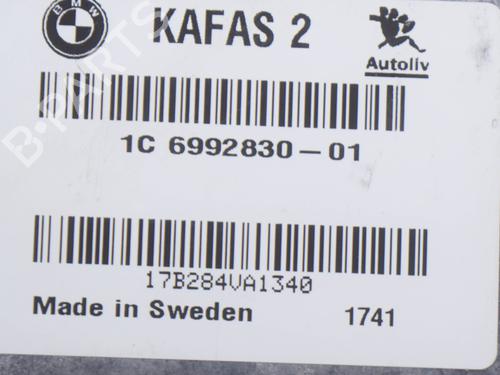 BMW
KAFAS 2
Autoliv
B-PARTS
1C 6992830-01
17B284VA1340
Made in Sweden 1741